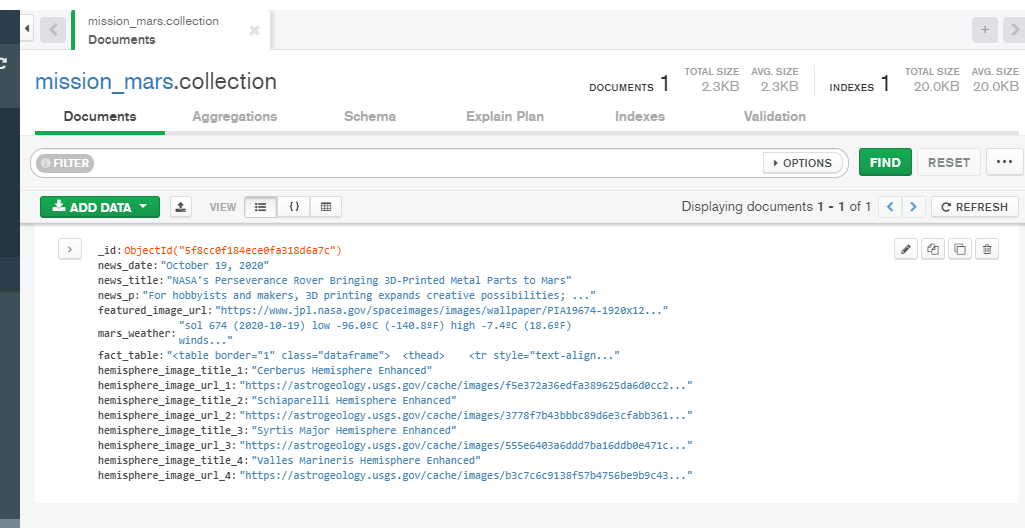 mission_mars.collection
Documents
mission_mars.collection
DOCUMENTS 1 TOTAL SIZE 2.3KB AVG. SIZE 2.3KB INDEXES 1 TOTAL SIZE 20.0KB AVG. SIZE 20.0KB
Documents Aggregations Schema Explain Plan Indexes Validation
FILTER OPTIONS FIND RESET ...
ADD DATA VIEW {} Displaying documents 1 - 1 of 1 < > REFRESH
_id: ObjectId("5f8cc0f184ece0fa318d6a7c")
news_date: "October 19, 2020"
news_title: "NASA's Perseverance Rover Bringing 3D-Printed Metal Parts to Mars"
news_p: "For hobbyists and makers, 3D printing expands creative possibilities; ..."
featured_image_url: "https://www.jpl.nasa.gov/spaceimages/images/wallpaper/PIA19674-1920x12..."
mars_weather: "sol 674 (2020-10-19) low -96.0ºC (-140.8ºF) high -7.4ºC (18.6ºF)
winds..."
fact_table: "<table border="1" class="dataframe"> <thead> <tr style="text-align..."
hemisphere_image_title_1: "Cerberus Hemisphere Enhanced"
hemisphere_image_url_1: "https://astrogeology.usgs.gov/cache/images/f5e372a36edfa389625da6d0cc2..."
hemisphere_image_title_2: "Schiaparelli Hemisphere Enhanced"
hemisphere_image_url_2: "https://astrogeology.usgs.gov/cache/images/3778f7b43bbbc89d6e3cfabb361..."
hemisphere_image_title_3: "Syrtis Major Hemisphere Enhanced"
hemisphere_image_url_3: "https://astrogeology.usgs.gov/cache/images/555e6403a6ddd7ba16ddb0e471c..."
hemisphere_image_title_4: "Valles Marineris Hemisphere Enhanced"
hemisphere_image_url_4: "https://astrogeology.usgs.gov/cache/images/b3c7c6c9138f57b4756be9b9c43..."